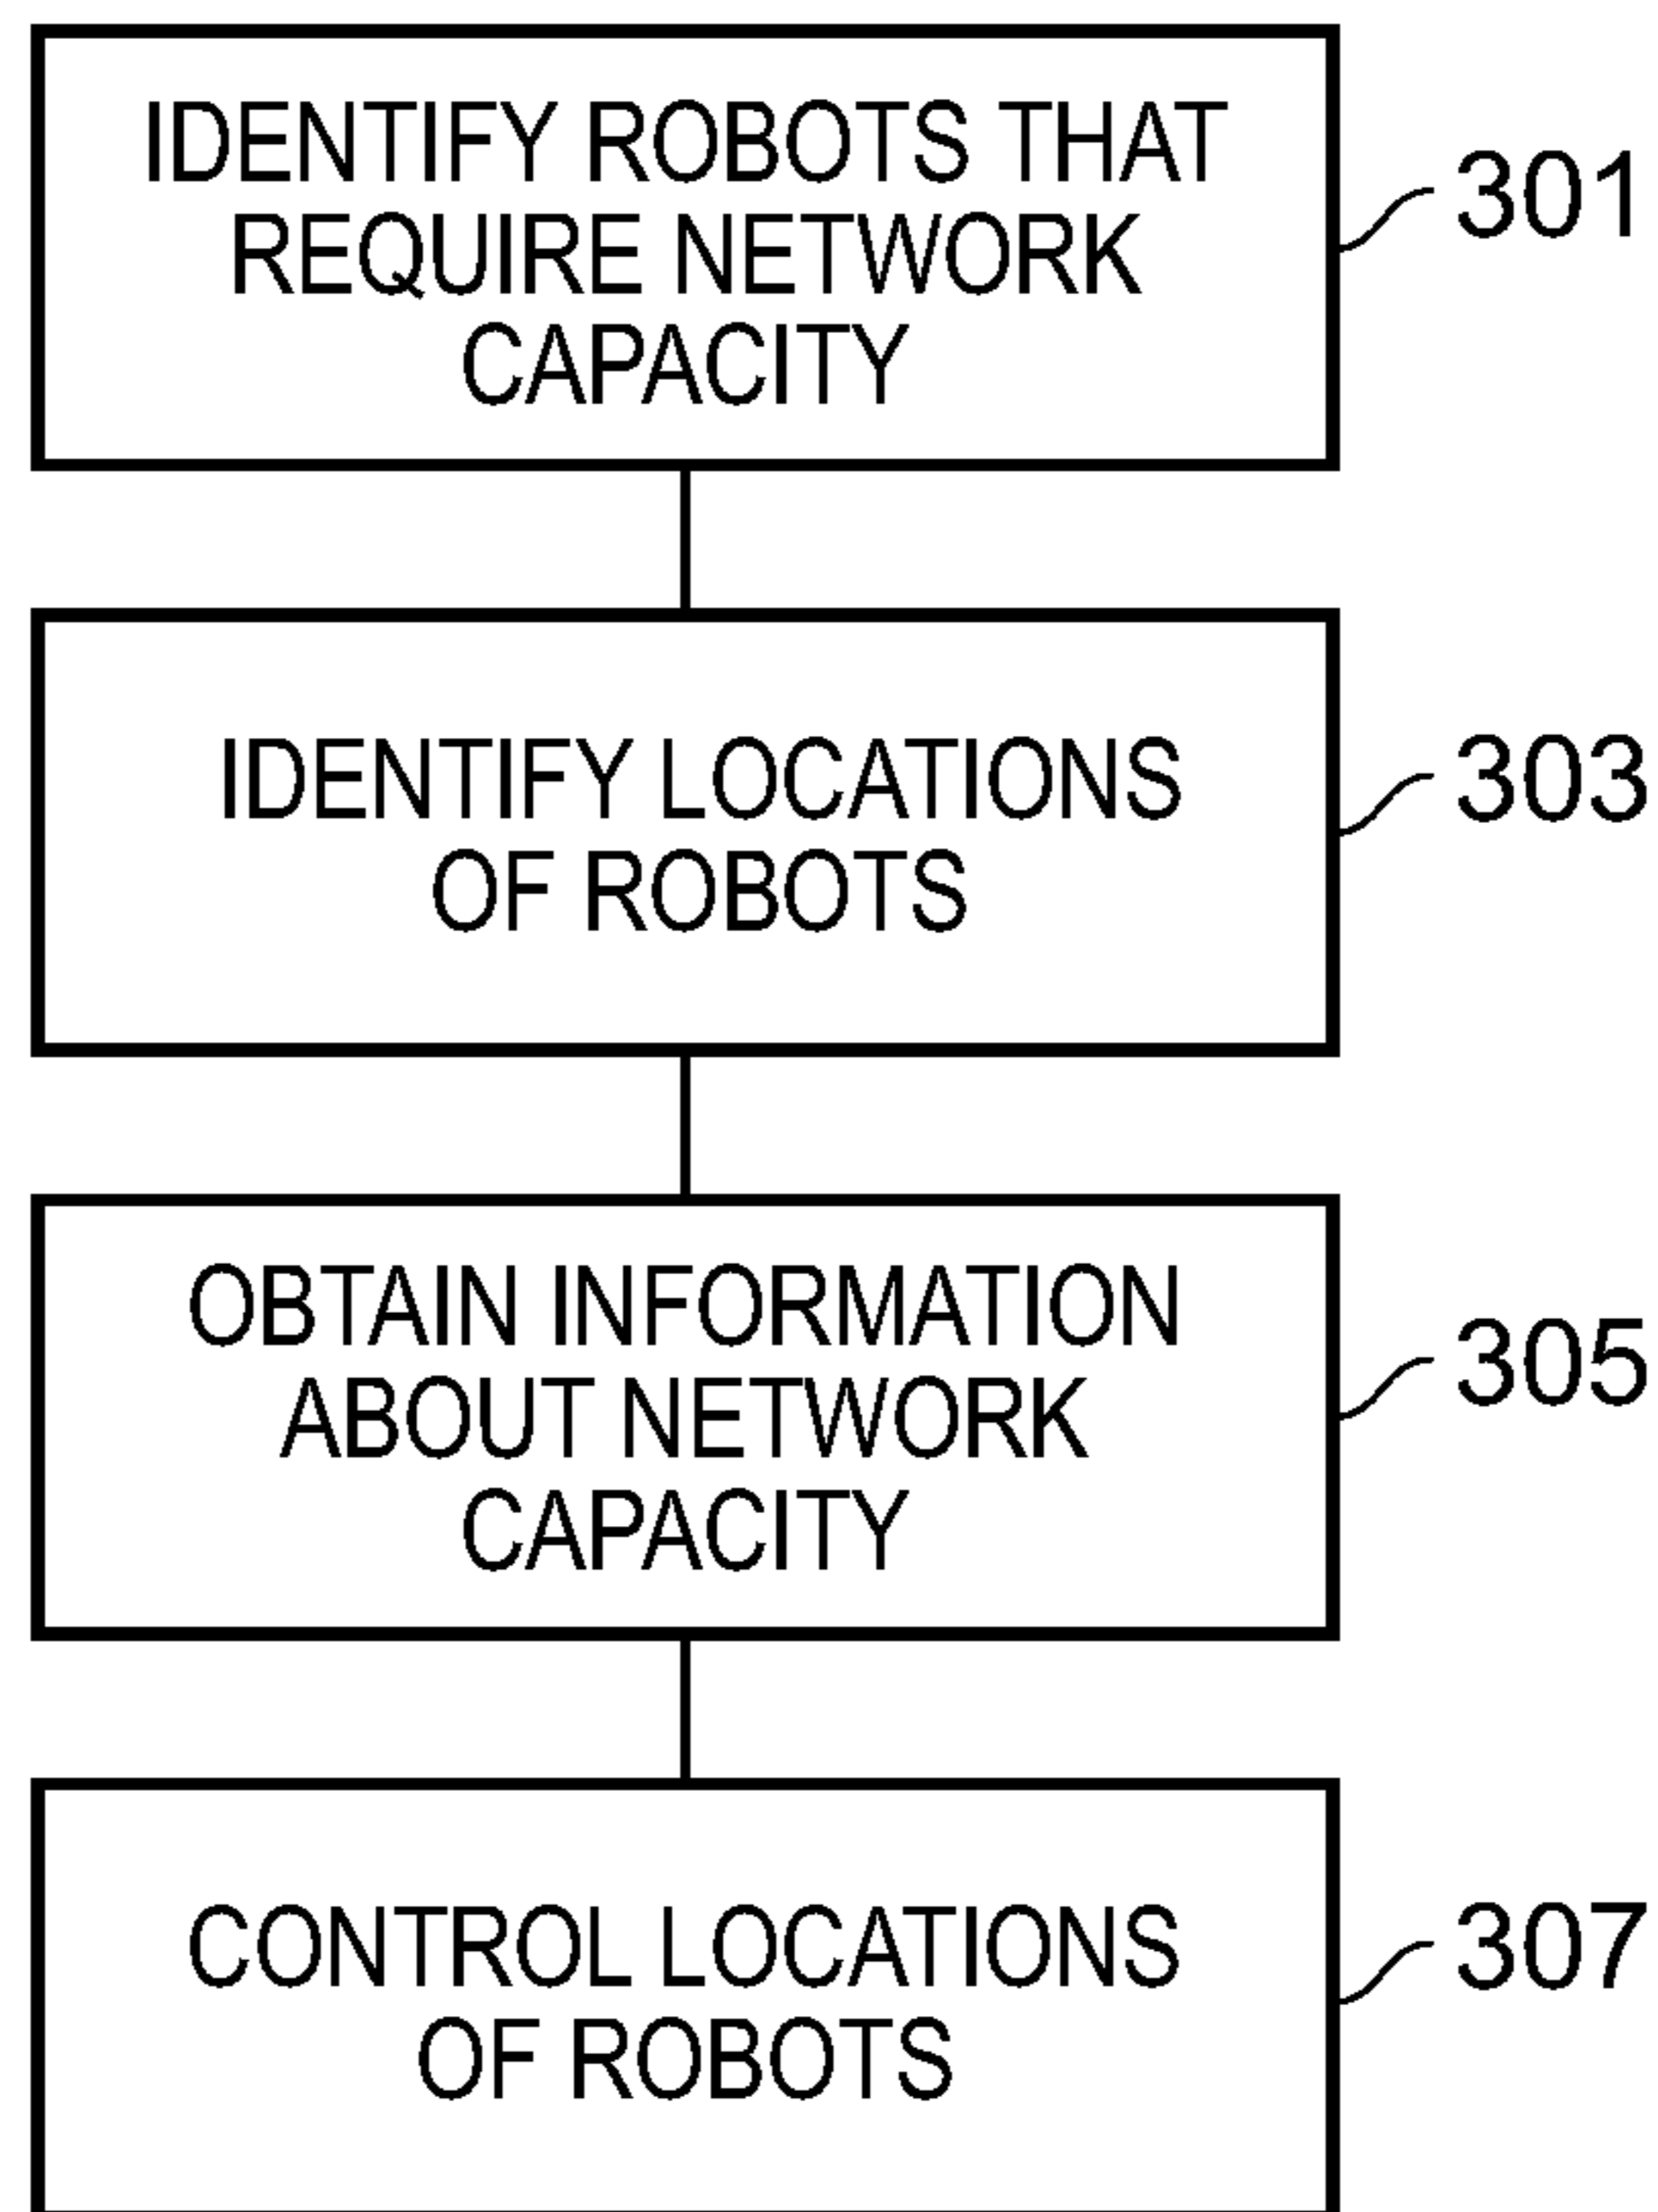 IDENTIFY ROBOTS THAT
REQUIRE NETWORK
CAPACITY
301
IDENTIFY LOCATIONS
OF ROBOTS
303
OBTAIN INFORMATION
ABOUT NETWORK
CAPACITY
305
CONTROL LOCATIONS
OF ROBOTS
307